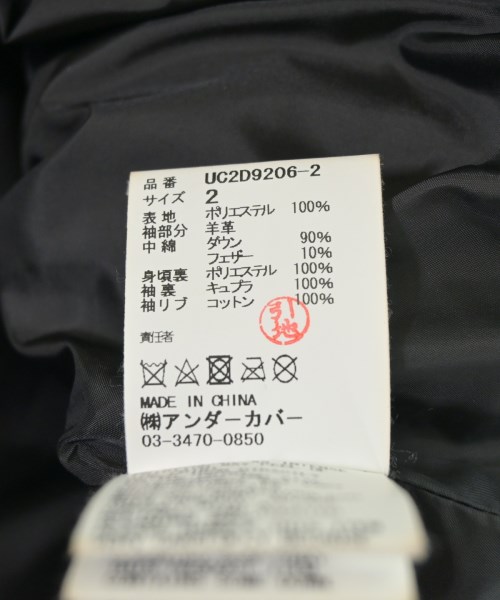 品番 UC2D9206-2
サイズ 2
表地 ポリエステル 100%
袖部分 羊革
中綿 ダウン 90%
フェザー 10%
身頃裏 ポリエステル 100%
袖裏 キュプラ 100%
袖リブ コットン 100%
引地
責任者
MADE IN CHINA
㈱アンダーカバー
03-3470-0850